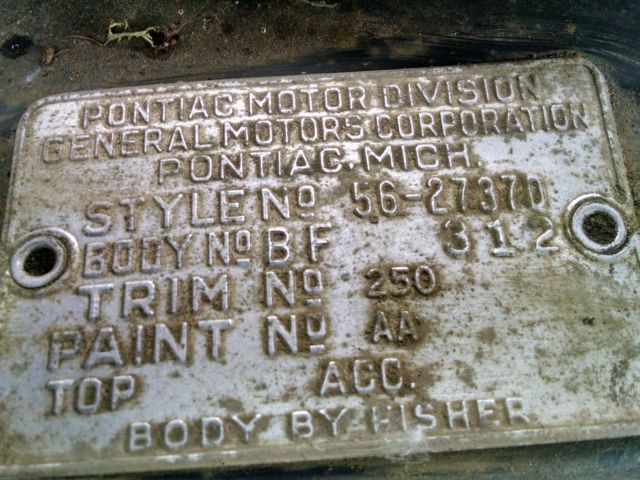 PONTIAC MOTOR DIVISION
GENERAL MOTORS CORPORATION
PONTIAC, MICH.
STYLE No 56-2737D
BODY No BF 312
TRIM No 250
PAINT No AA
TOP ACC.
BODY BY FISHER